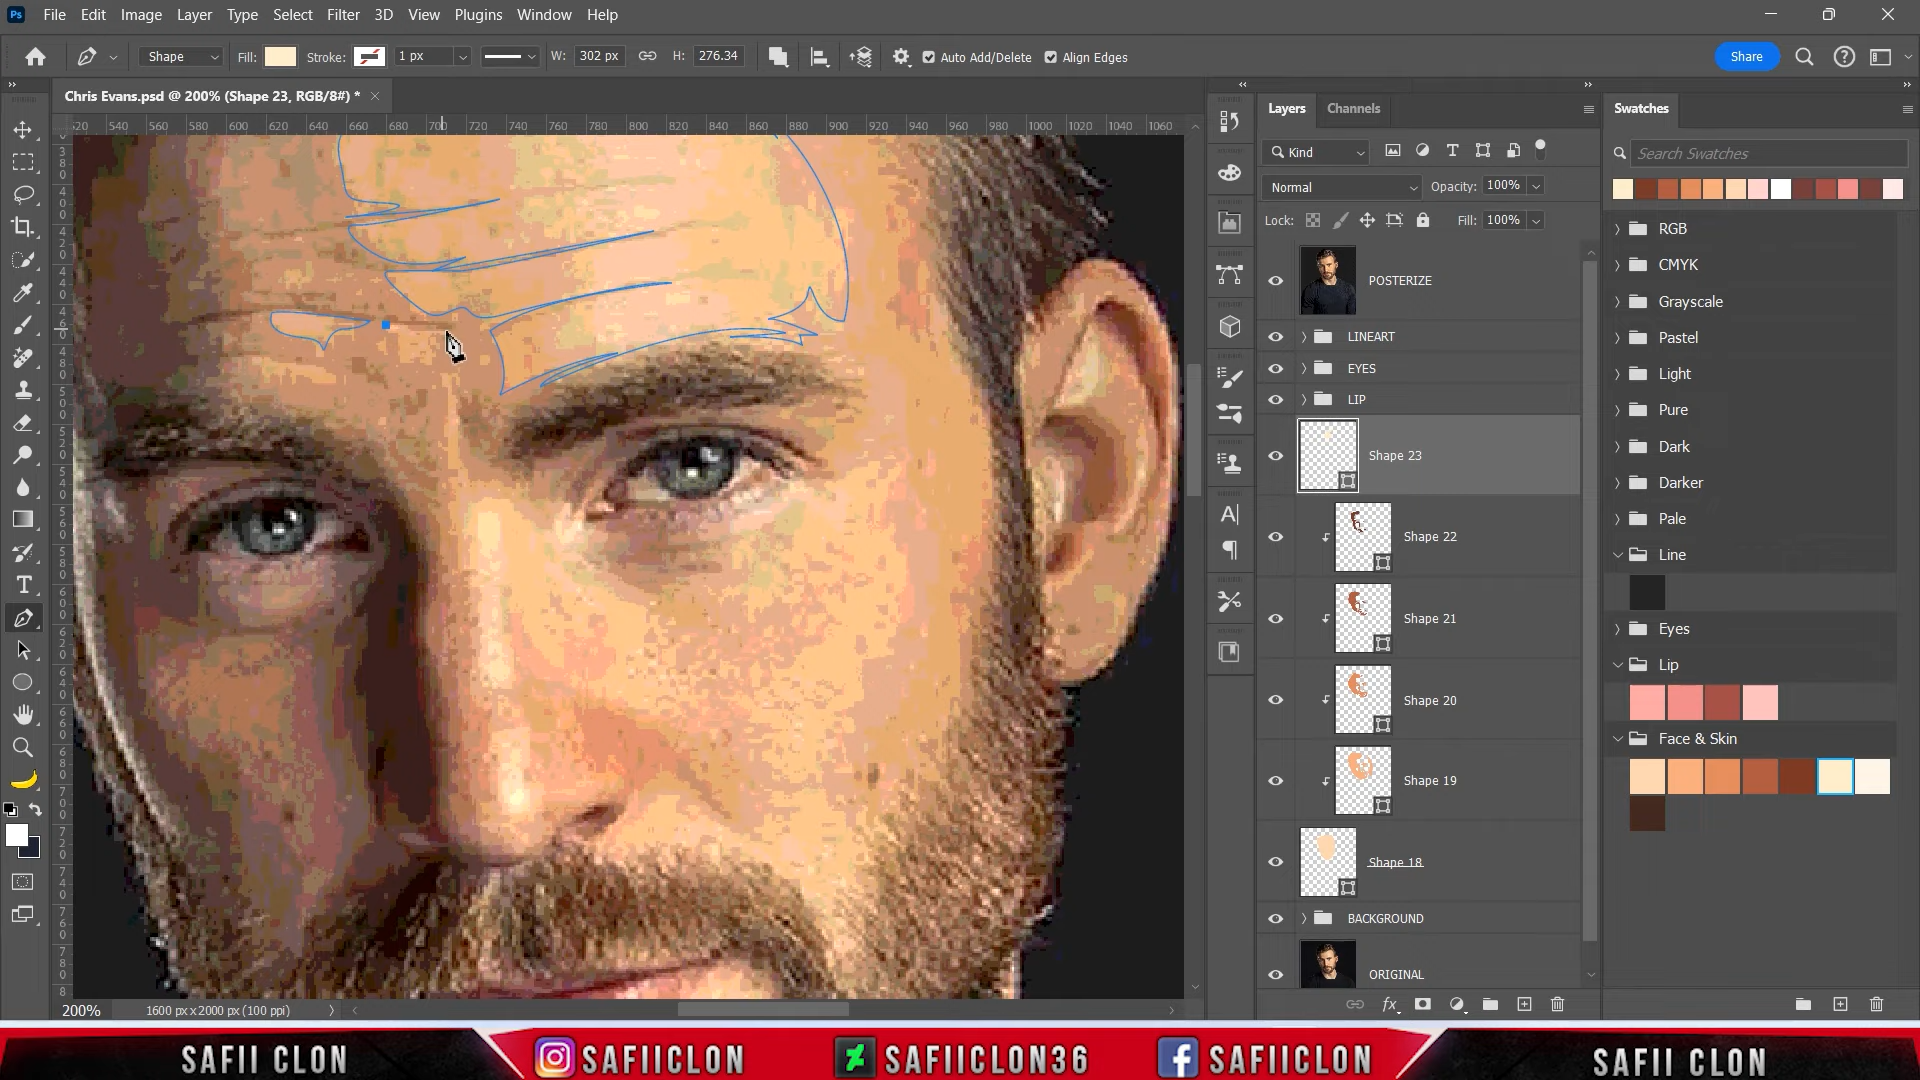 Ps File Edit Image Layer Type Select Filter 3D View Plugins Window Help
Shape Fill: Stroke: 1 px W: 302 px H: 276.34 Auto Add/Delete Align Edges Share
Chris Evans.psd @ 200% (Shape 23, RGB/8#) *
520 540 560 580 600 620 640 660 680 700 720 740 760 780 800 820 840 860 880 900 920 940 960 980 1000 1020 1040 1060
Layers Channels
Kind
Normal Opacity: 100%
Lock: Fill: 100%
POSTERIZE
LINEART
EYES
LIP
Shape 23
Shape 22
Shape 21
Shape 20
Shape 19
Shape 18
BACKGROUND
ORIGINAL
Swatches
Search Swatches
RGB
CMYK
Grayscale
Pastel
Light
Pure
Dark
Darker
Pale
Line
Eyes
Lip
Face & Skin
200% 1600 px x 2000 px (100 ppi)
SAFII CLON SAFIICLON SAFIICLON36 SAFIICLON SAFII CLON